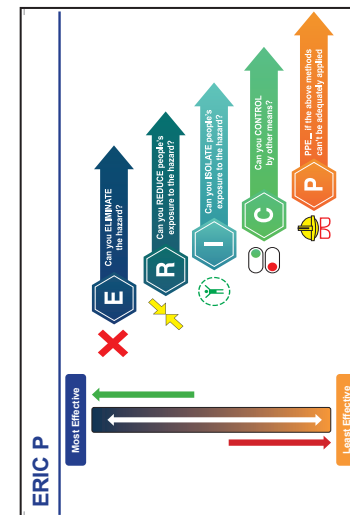 ERIC P
Most Effective
Least Effective
E
Can you ELIMINATE
the hazard?
R
Can you REDUCE people's
exposure to the hazard?
I
Can you ISOLATE people's
exposure to the hazard?
C
Can you CONTROL
by other means?
P
PPE... if the above methods
can't be adequately applied